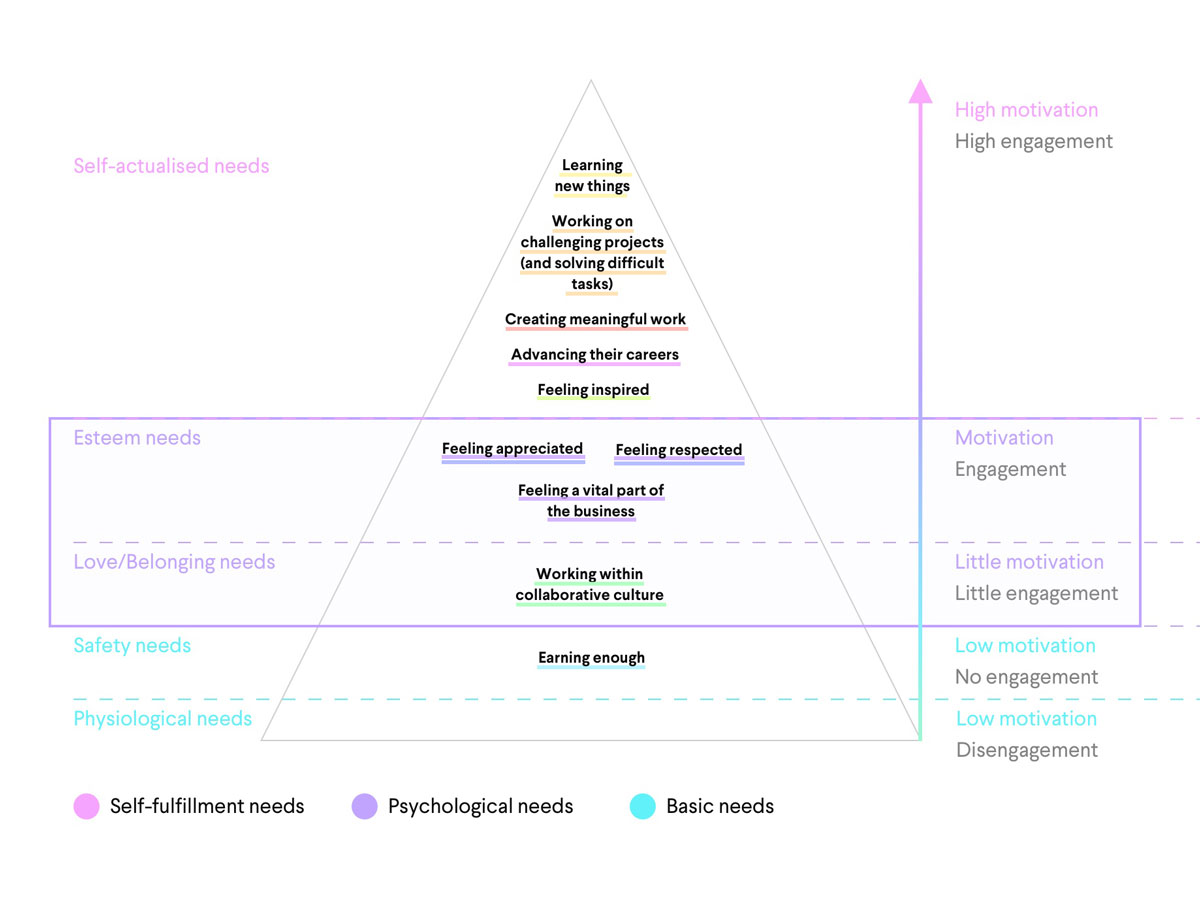 High motivation
High engagement
Self-actualised needs
Learning
new things
Working on
challenging projects
(and solving difficult
tasks)
Creating meaningful work
Advancing their careers
Feeling inspired
Esteem needs
Feeling appreciated
Feeling respected
Motivation
Engagement
Feeling a vital part of
the business
Love/Belonging needs
Working within
collaborative culture
Little motivation
Little engagement
Safety needs
Earning enough
Low motivation
No engagement
Physiological needs
Low motivation
Disengagement
Self-fulfillment needs
Psychological needs
Basic needs